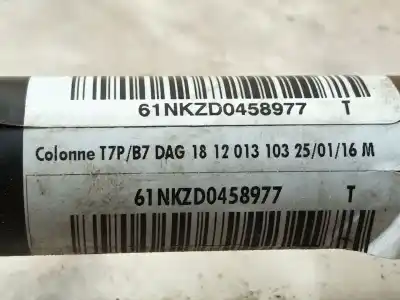 61NKZD0458977 T
Colonne T7P/B7 DAG 18 12 013 103 25/01/16 M
61NKZD0458977 T